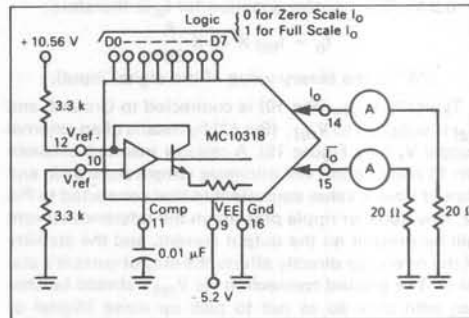 Logic { 0 for Zero Scale IO
1 for Full Scale IO
D0 D7
+10.56 V
3.3 k
Vref.
12
10
Vref
MC10318
IO
14
A
IO
15
A
3.3 k
Comp
11
VEE
9
Gnd
16
0.01 µF
-5.2 V
20 Ω
20 Ω